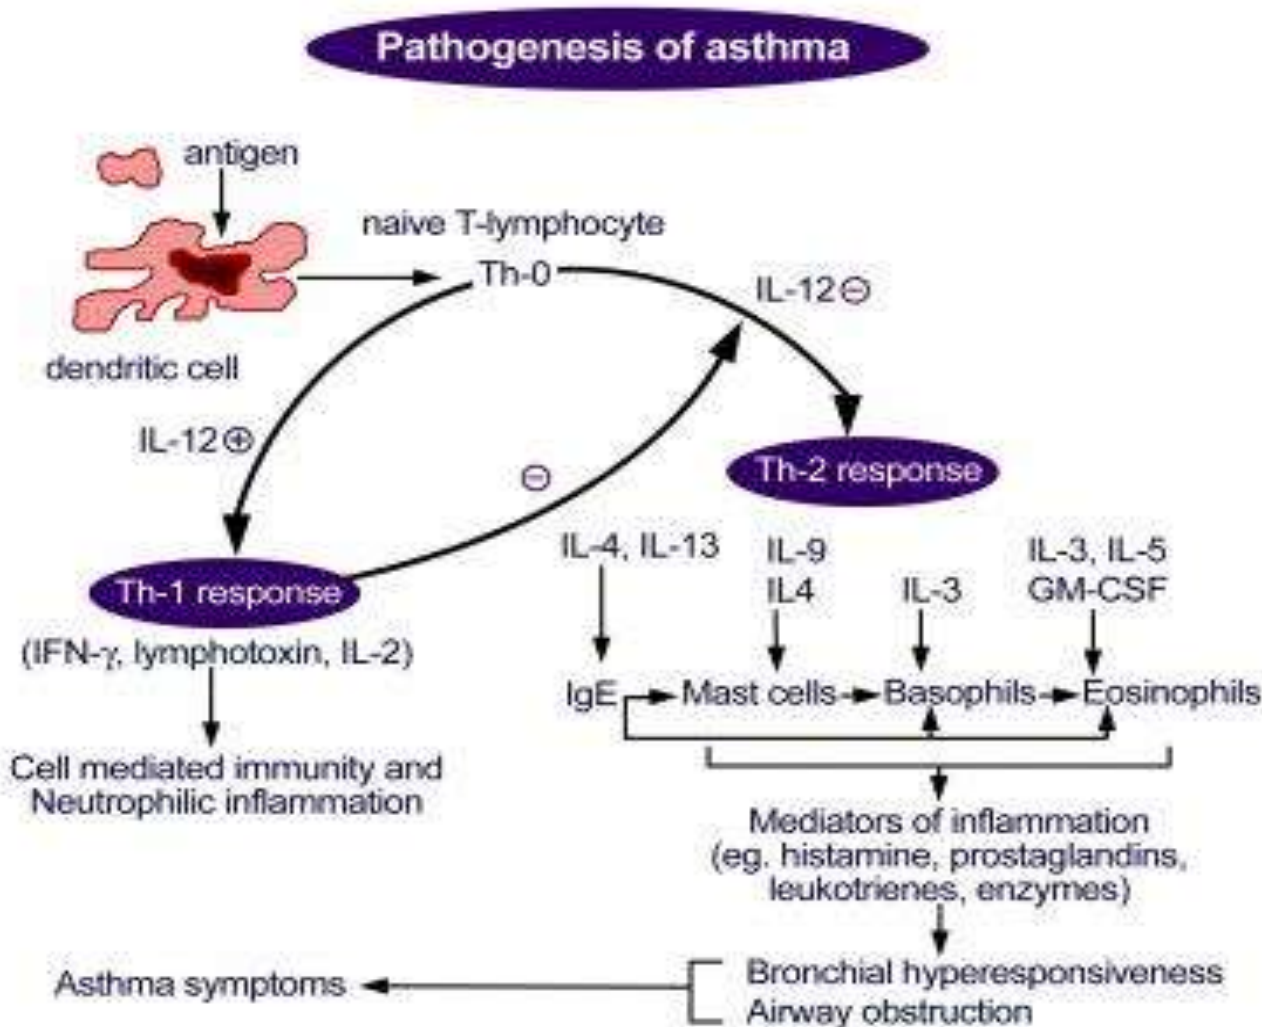 Pathogenesis of asthma
antigen
naive T-lymphocyte
Th-0
IL-12⊖
dendritic cell
IL-12⊕
⊖
Th-2 response
Th-1 response
(IFN-γ, lymphotoxin, IL-2)
Cell mediated immunity and
Neutrophilic inflammation
IL-4, IL-13
IL-9
IL4
IL-3
IL-3, IL-5
GM-CSF
IgE
Mast cells
Basophils
Eosinophils
Mediators of inflammation
(eg. histamine, prostaglandins,
leukotrienes, enzymes)
Bronchial hyperesponsiveness
Airway obstruction
Asthma symptoms